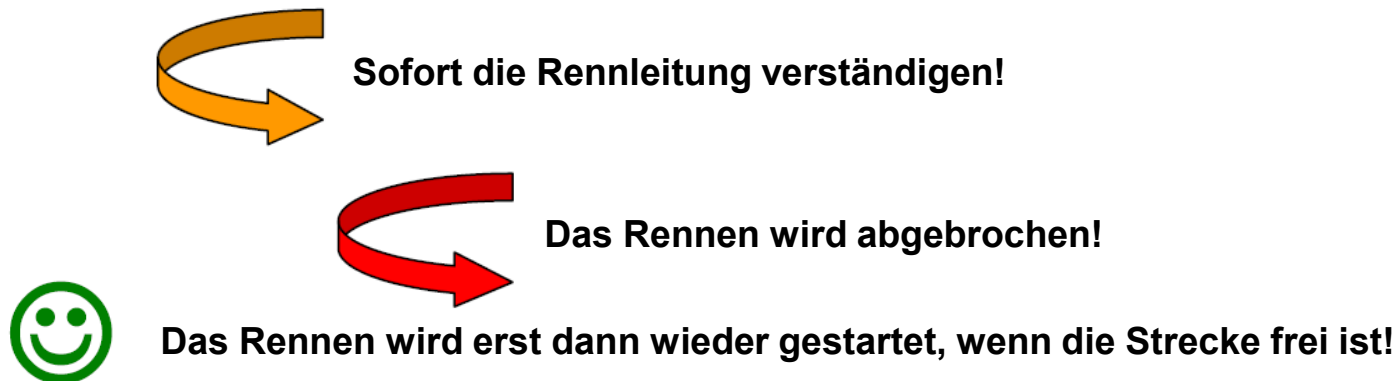 Sofort die Rennleitung verständigen!
Das Rennen wird abgebrochen!
Das Rennen wird erst dann wieder gestartet, wenn die Strecke frei ist!